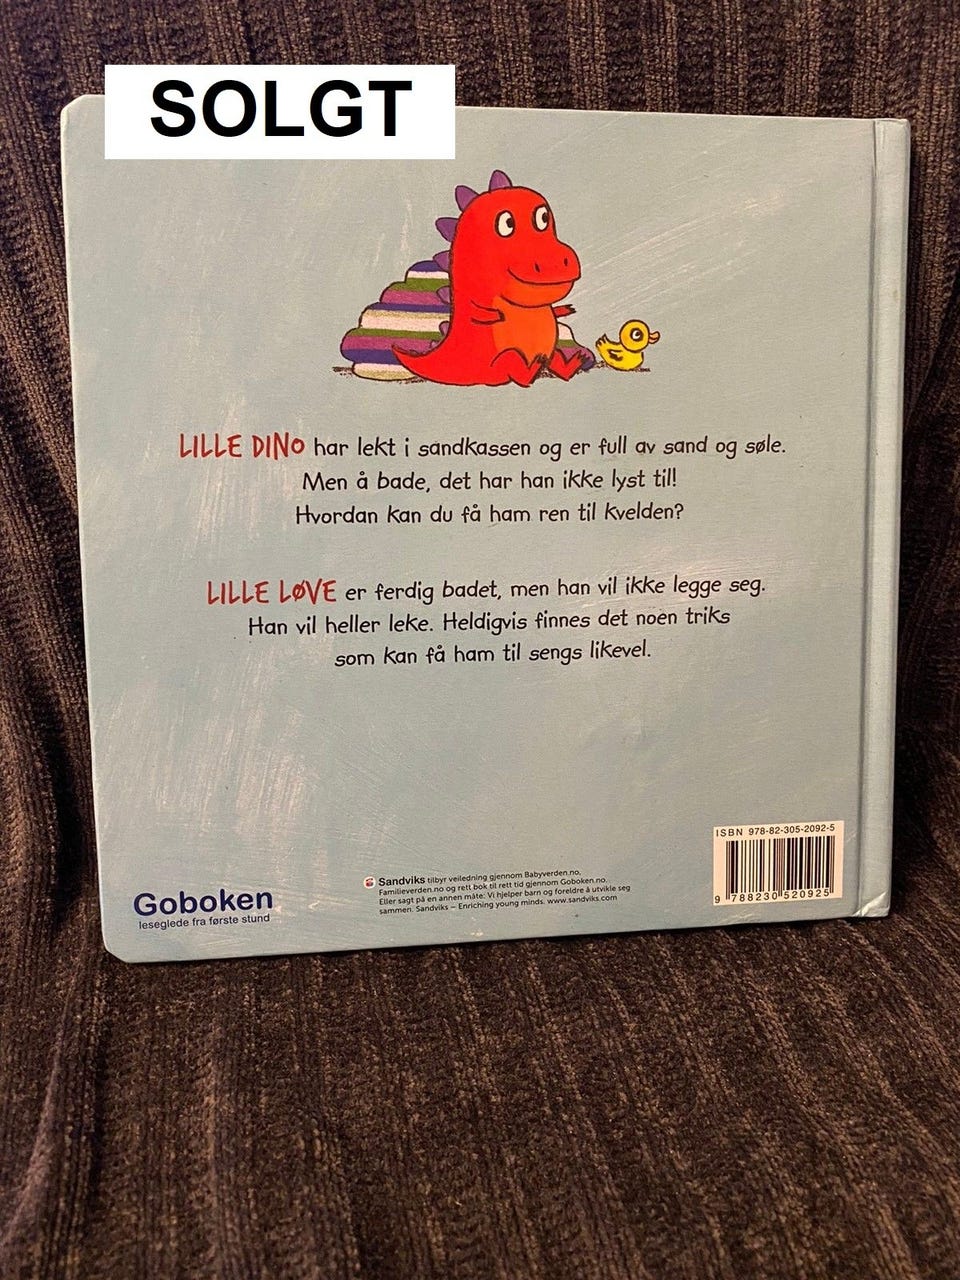 SOLGT
LILLE DINO har lekt i sandkassen og er full av sand og søle.
Men å bade, det har han ikke lyst til!
Hvordan kan du få ham ren til kvelden?
LILLE LØVE er ferdig badet, men han vil ikke legge seg.
Han vil heller leke. Heldigvis finnes det noen triks
som kan få ham til sengs likevel.
Goboken
leseglede fra første stund
Sandviks tilbyr veiledning gjennom Babyverden.no,
Familieverden.no og rett bok til rett tid gjennom Goboken.no.
Eller sagt på en annen måte: Vi hjelper barn og foreldre å utvikle seg
sammen. Sandviks – Enriching young minds. www.sandviks.com
ISBN 978-82-305-2092-5
9 788230 520925